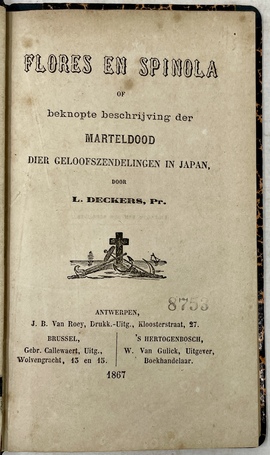 FLORES EN SPINOLA
OF
beknopte beschrijving der
MARTELDOOD
DIER GELOOFSZENDELINGEN IN JAPAN,
DOOR
L. DECKERS, Pr.
8753
ANTWERPEN,
J. B. Van Roey, Drukk.-Uitg., Kloosterstraat, 27.
BRUSSEL,
Gebr. Callewaert, Uitg.,
Wolvengracht, 13 en 15.
'S HERTOGENBOSCH,
W. Van Gulick, Uitgever,
Boekhandelaar.
1867